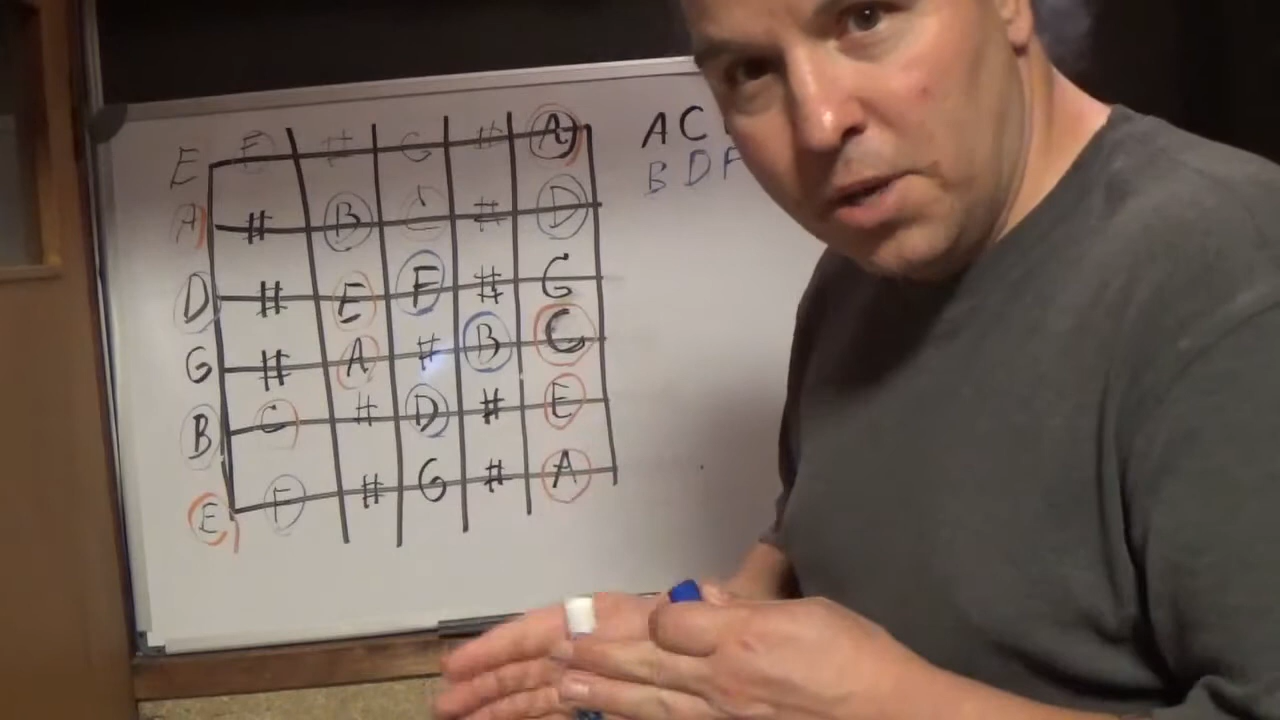 E F # G # A
A # B C # D
D # E F # G
G # A # B C
B C # D # E
E F # G # A
A C
B D F